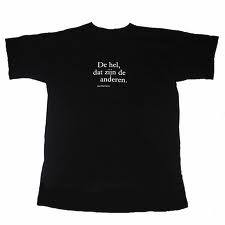 De hel,
dat zijn de
anderen.